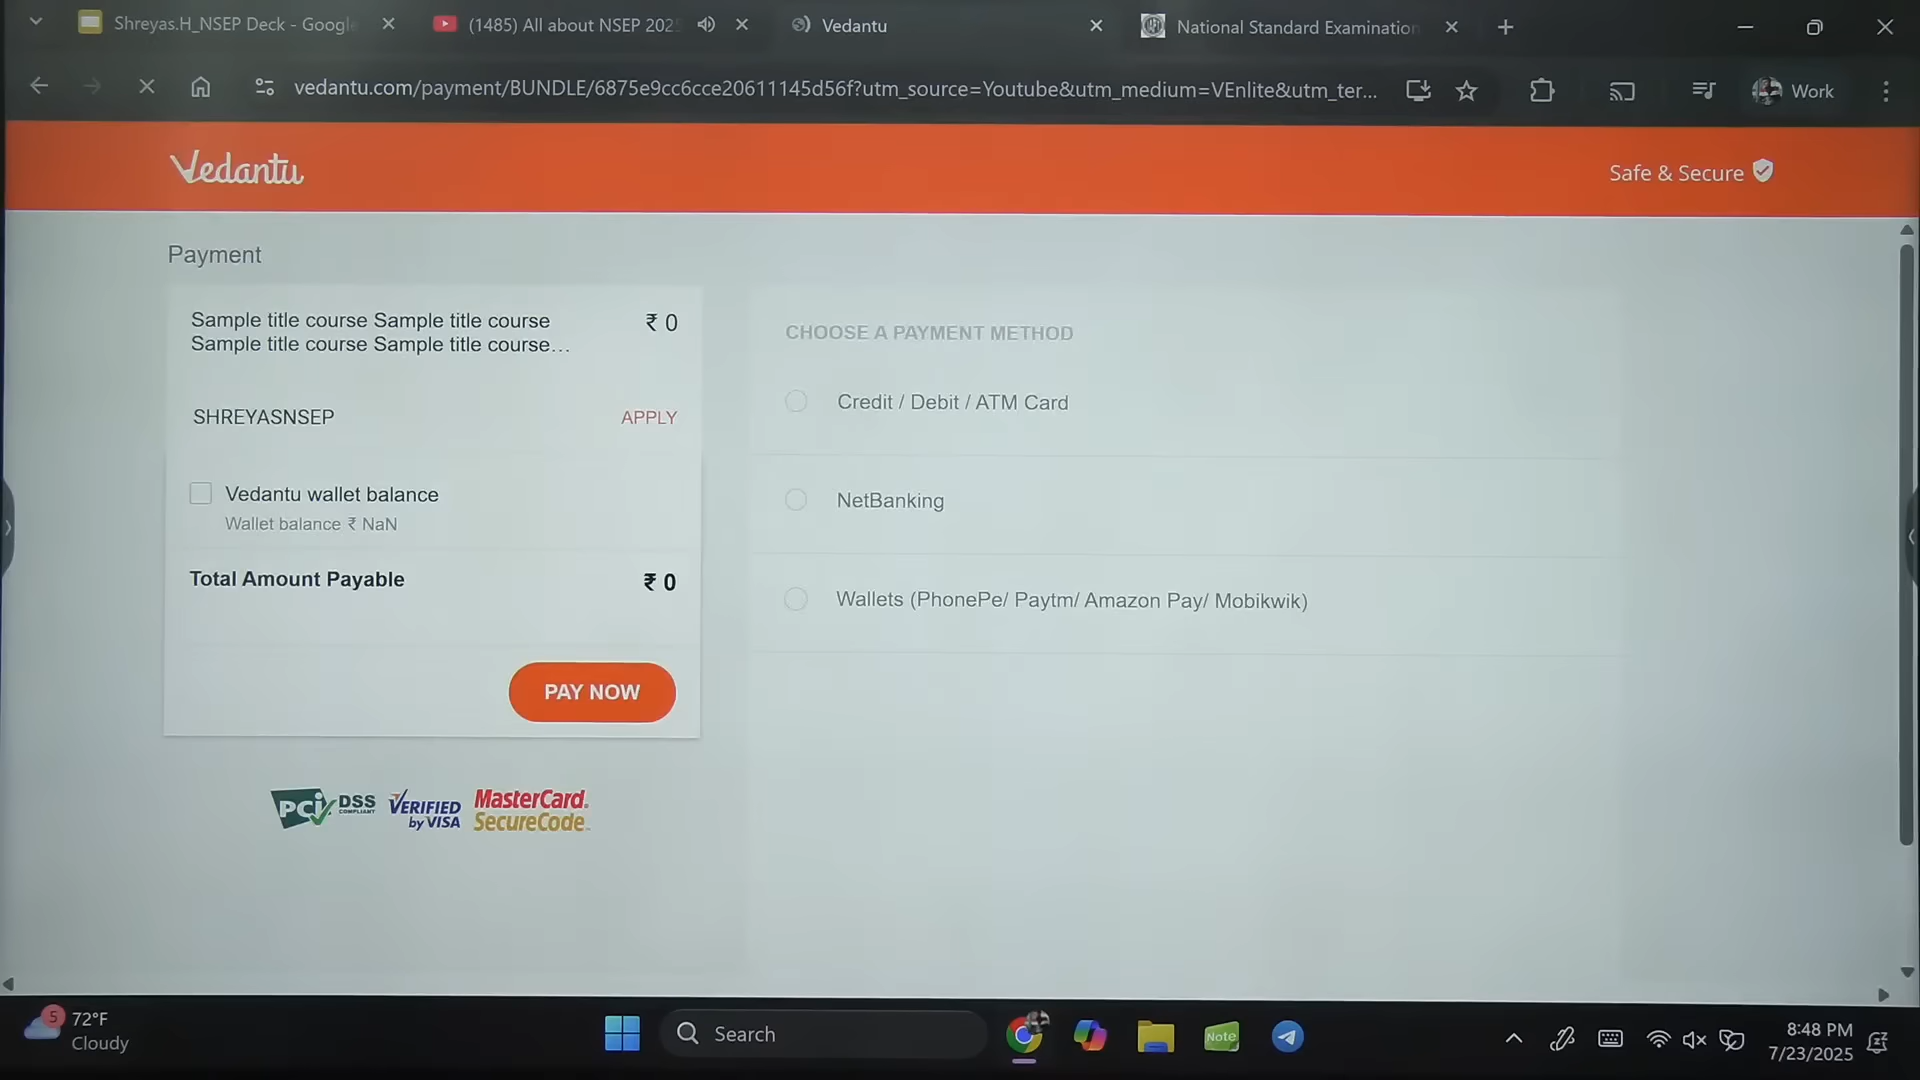 Shreyas.H_NSEP Deck - Googl
(1485) All about NSEP 202
Vedantu
National Standard Examination
vedantu.com/payment/BUNDLE/6875e9cc6cce20611145d56f?utm_source=Youtube&utm_medium=VEnlite&utm_ter...
Work
Vedantu
Safe & Secure
Payment
Sample title course Sample title course
Sample title course Sample title course...
₹ 0
SHREYASNSEP
APPLY
Vedantu wallet balance
Wallet balance ₹ NaN
Total Amount Payable
₹ 0
PAY NOW
PCI DSS COMPLIANT
VERIFIED by VISA
MasterCard. SecureCode.
CHOOSE A PAYMENT METHOD
Credit / Debit / ATM Card
NetBanking
Wallets (PhonePe/ Paytm/ Amazon Pay/ Mobikwik)
5
72°F
Cloudy
Search
Note
8:48 PM
7/23/2025